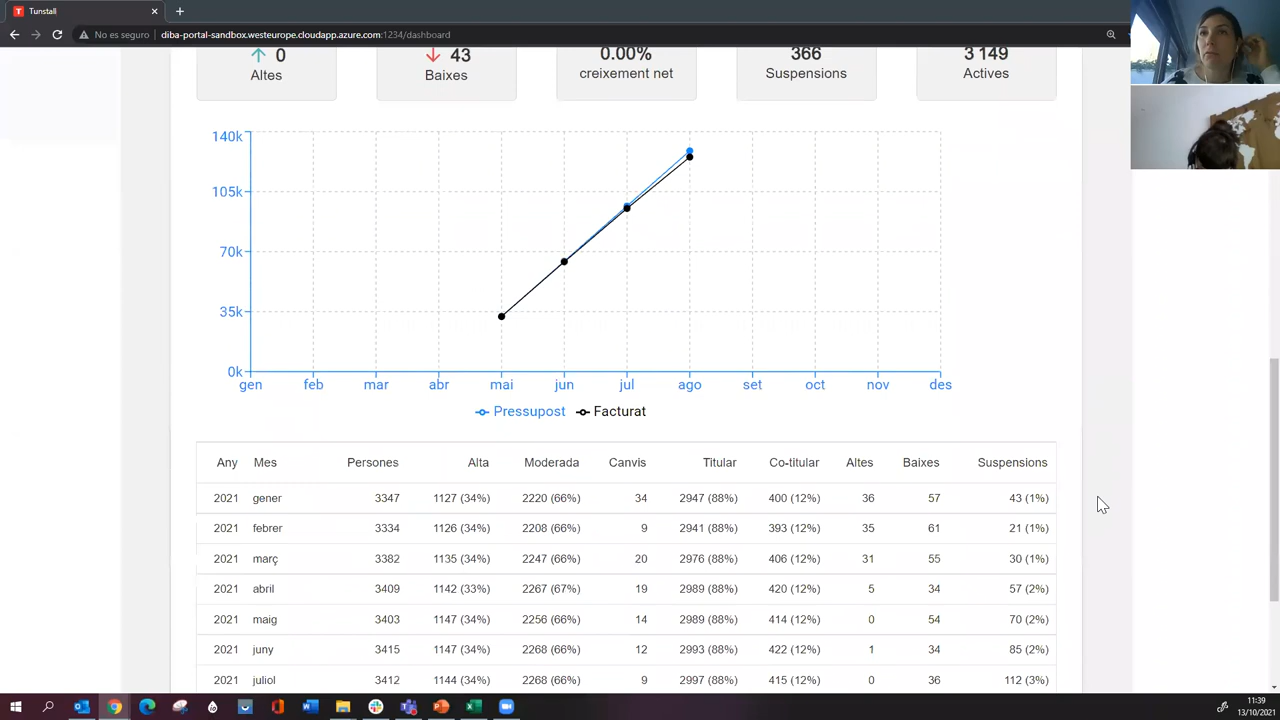 Tunstall
No es seguro | diba-portal-sandbox.westeurope.cloudapp.azure.com:1234/dashboard
0 43 0.00% 366 3 149
Altes Baixes creixement net Suspensions Actives
140k
105k
70k
35k
0k
gen feb mar abr mai jun jul ago set oct nov des
Pressupost Facturat
Any Mes Persones Alta Moderada Canvis Titular Co-titular Altes Baixes Suspensions
2021 gener 3347 1127 (34%) 2220 (66%) 34 2947 (88%) 400 (12%) 36 57 43 (1%)
2021 febrer 3334 1126 (34%) 2208 (66%) 9 2941 (88%) 393 (12%) 35 61 21 (1%)
2021 març 3382 1135 (34%) 2247 (66%) 20 2976 (88%) 406 (12%) 31 55 30 (1%)
2021 abril 3409 1142 (33%) 2267 (67%) 19 2989 (88%) 420 (12%) 5 34 57 (2%)
2021 maig 3403 1147 (34%) 2256 (66%) 14 2989 (88%) 414 (12%) 0 54 70 (2%)
2021 juny 3415 1147 (34%) 2268 (66%) 12 2993 (88%) 422 (12%) 1 34 85 (2%)
2021 juliol 3412 1144 (34%) 2268 (66%) 9 2997 (88%) 415 (12%) 0 36 112 (3%)
11:39
13/10/2021